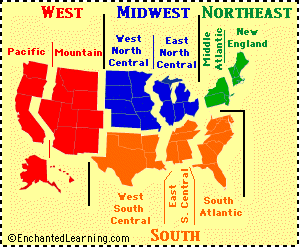 WEST
MIDWEST
NORTHEAST
Pacific
Mountain
West
North
Central
East
North
Central
Middle
Atlantic
New
England
West
South
Central
East
S. Central
South
Atlantic
SOUTH
©EnchantedLearning.com